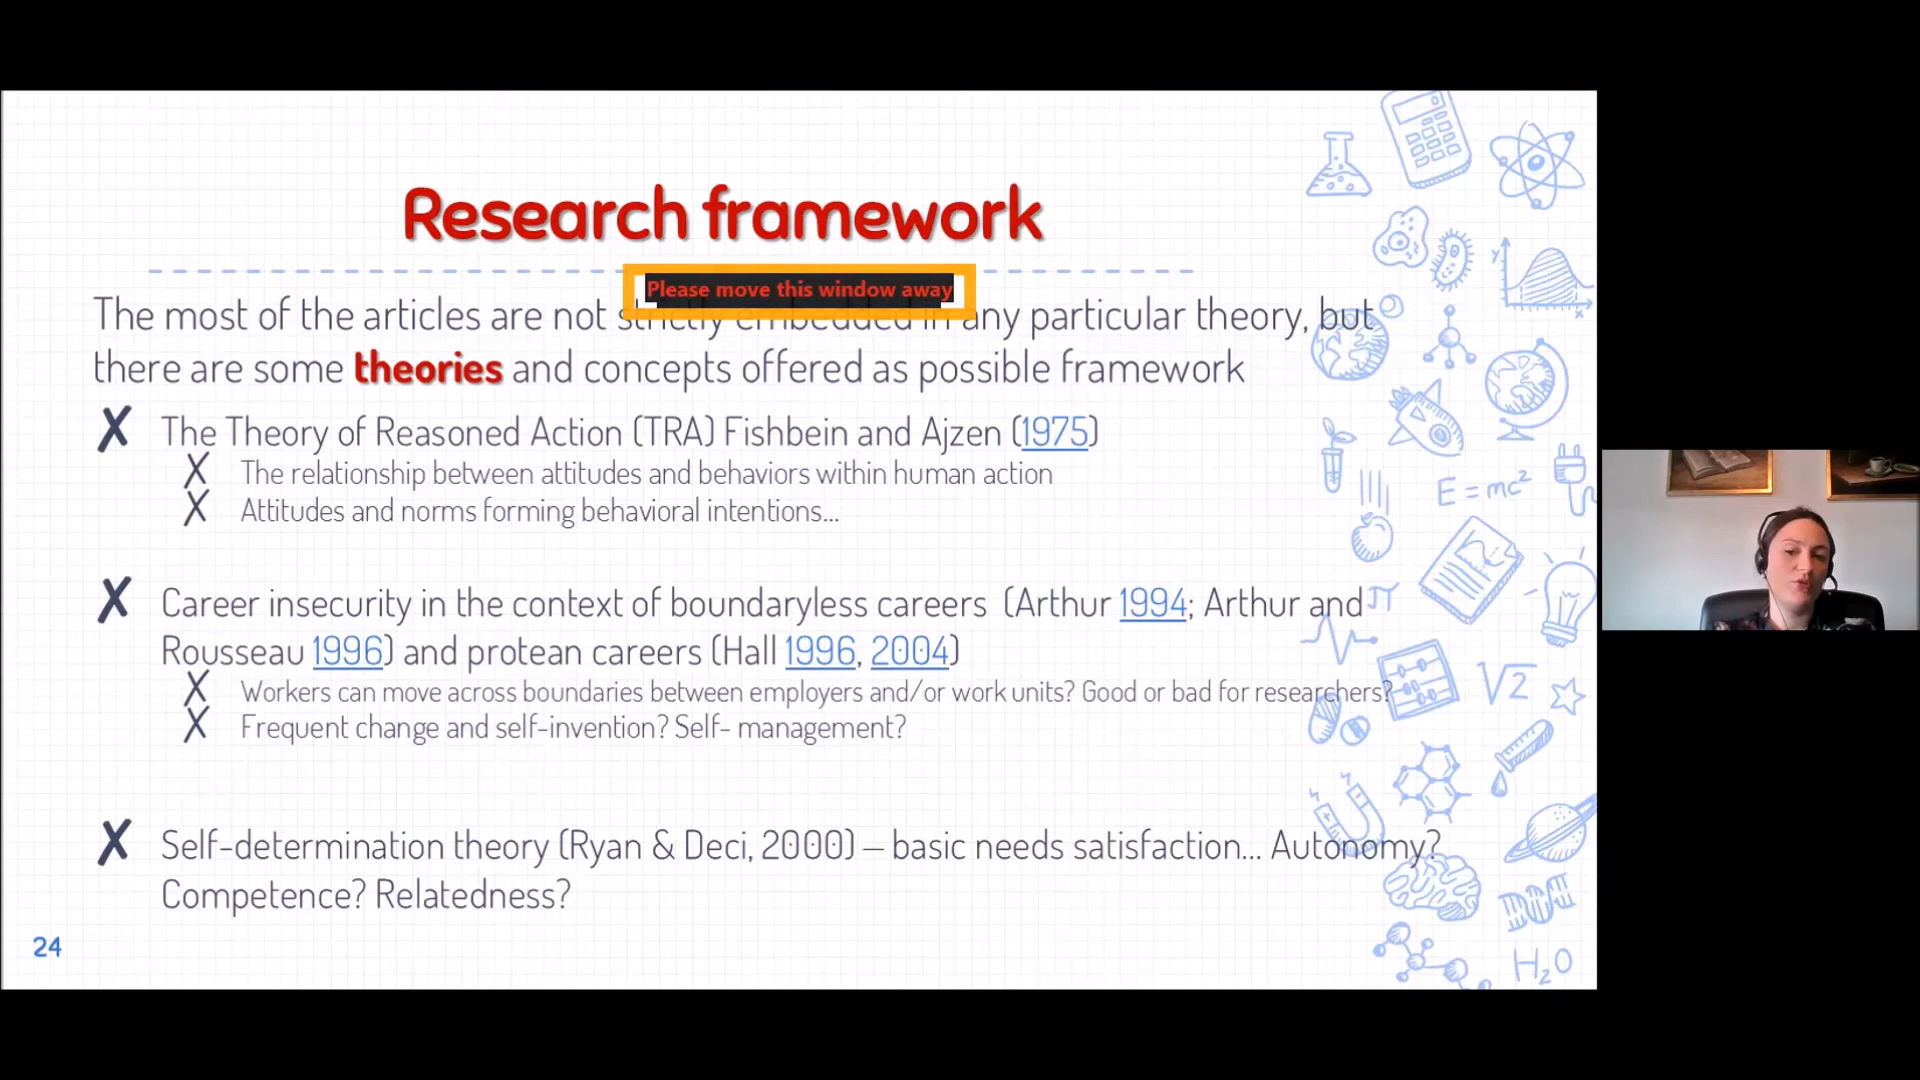 Research framework
Please move this window away
The most of the articles are not strictly embedded in any particular theory, but
there are some theories and concepts offered as possible framework
✗ The Theory of Reasoned Action (TRA) Fishbein and Ajzen (1975)
✗ The relationship between attitudes and behaviors within human action
✗ Attitudes and norms forming behavioral intentions...
✗ Career insecurity in the context of boundaryless careers (Arthur 1994; Arthur and
Rousseau 1996) and protean careers (Hall 1996, 2004)
✗ Workers can move across boundaries between employers and/or work units? Good or bad for researchers?
✗ Frequent change and self-invention? Self- management?
✗ Self-determination theory (Ryan & Deci, 2000) – basic needs satisfaction... Autonomy?
Competence? Relatedness?
24
y
x
E=mc²
π
√2
H₂O